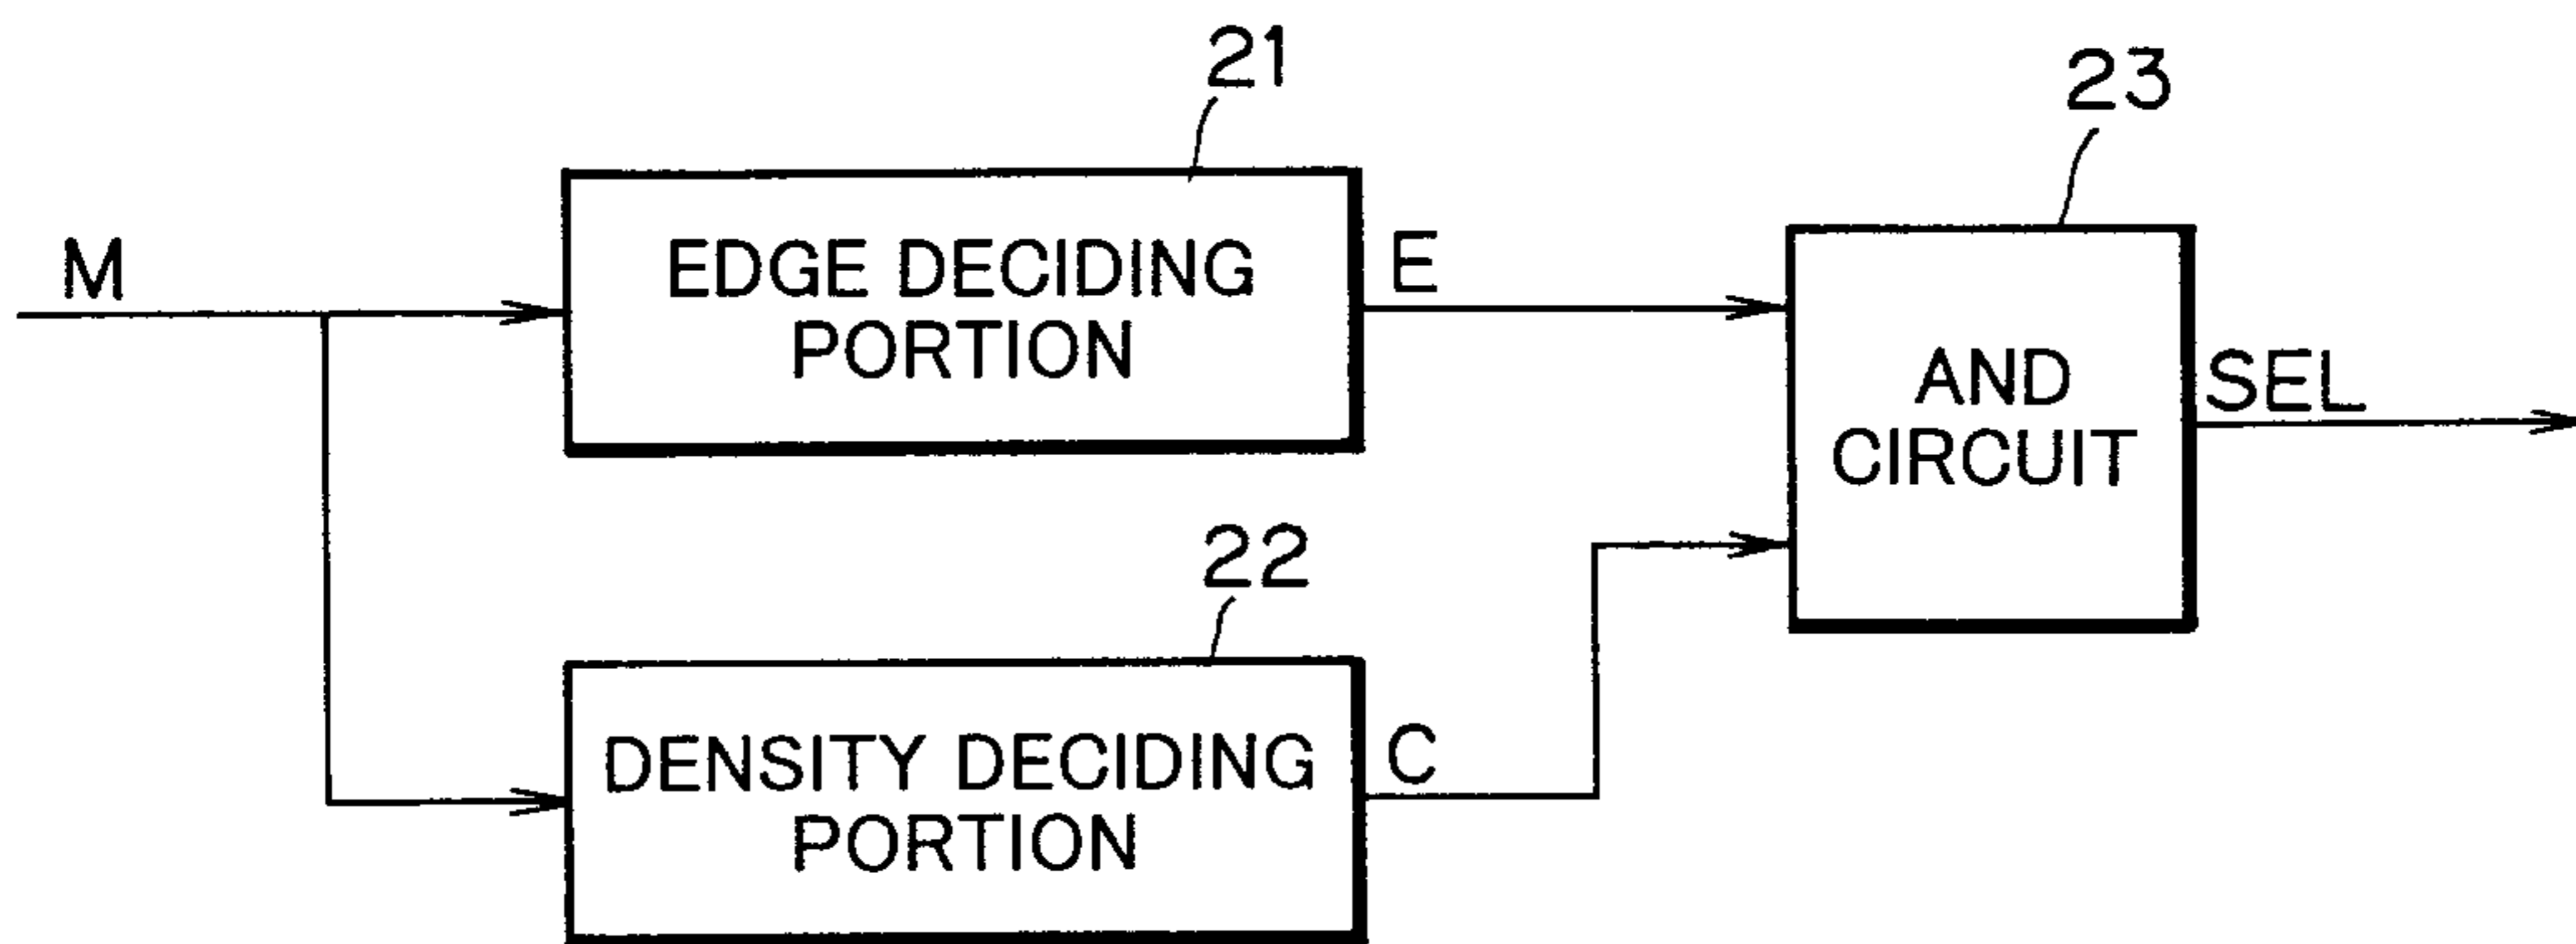 21
23
M
EDGE DECIDING
PORTION
E
AND
CIRCUIT
SEL
22
DENSITY DECIDING
PORTION
C